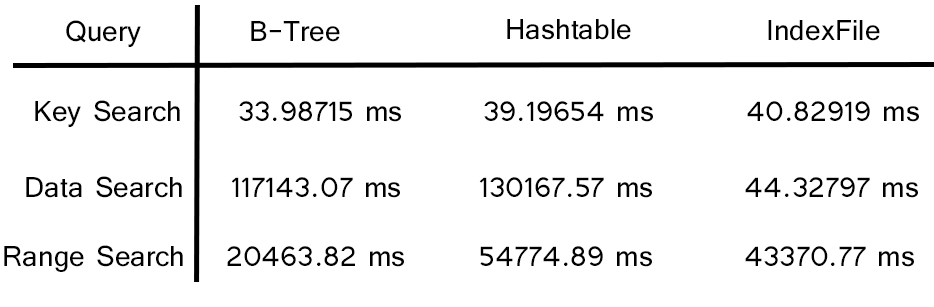 Query B-Tree Hashtable IndexFile
Key Search 33.98715 ms 39.19654 ms 40.82919 ms
Data Search 117143.07 ms 130167.57 ms 44.32797 ms
Range Search 20463.82 ms 54774.89 ms 43370.77 ms